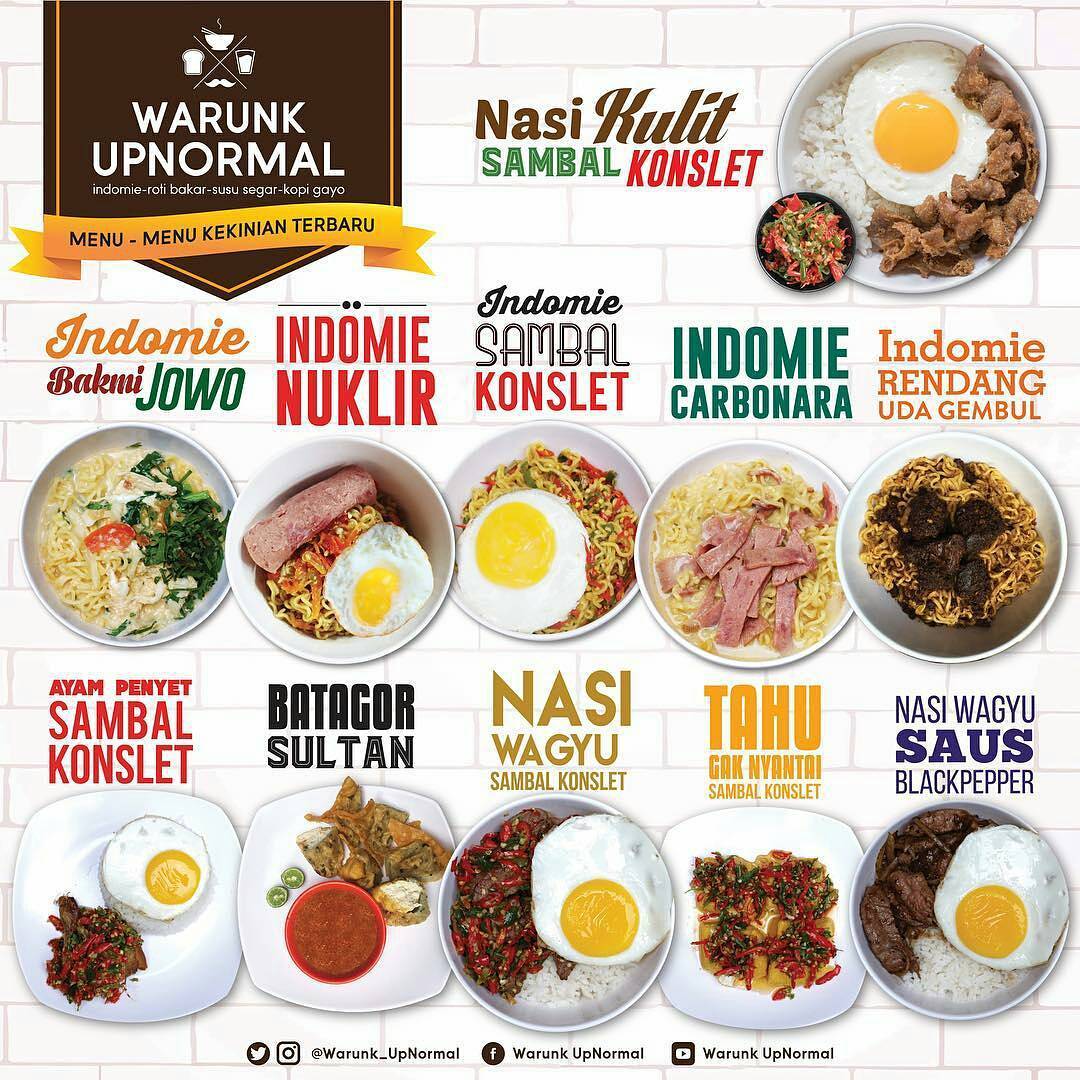 WARUNK
UPNORMAL
indomie-roti bakar-susu segar-kopi gayo
MENU - MENU KEKINIAN TERBARU
Nasi Kulit
SAMBAL KONSLET
Indomie
Bakmi JOWO
INDÖMIE
NUKLIR
Indomie
SAMBAL
KONSLET
INDOMIE
CARBONARA
Indomie
RENDANG
UDA GEMBUL
AYAM PENYET
SAMBAL
KONSLET
BATAGOR
SULTAN
NASI
WAGYU
SAMBAL KONSLET
TAHU
GAK NYANTAI
SAMBAL KONSLET
NASI WAGYU
SAUS
BLACKPEPPER
@Warunk_UpNormal Warunk UpNormal Warunk UpNormal